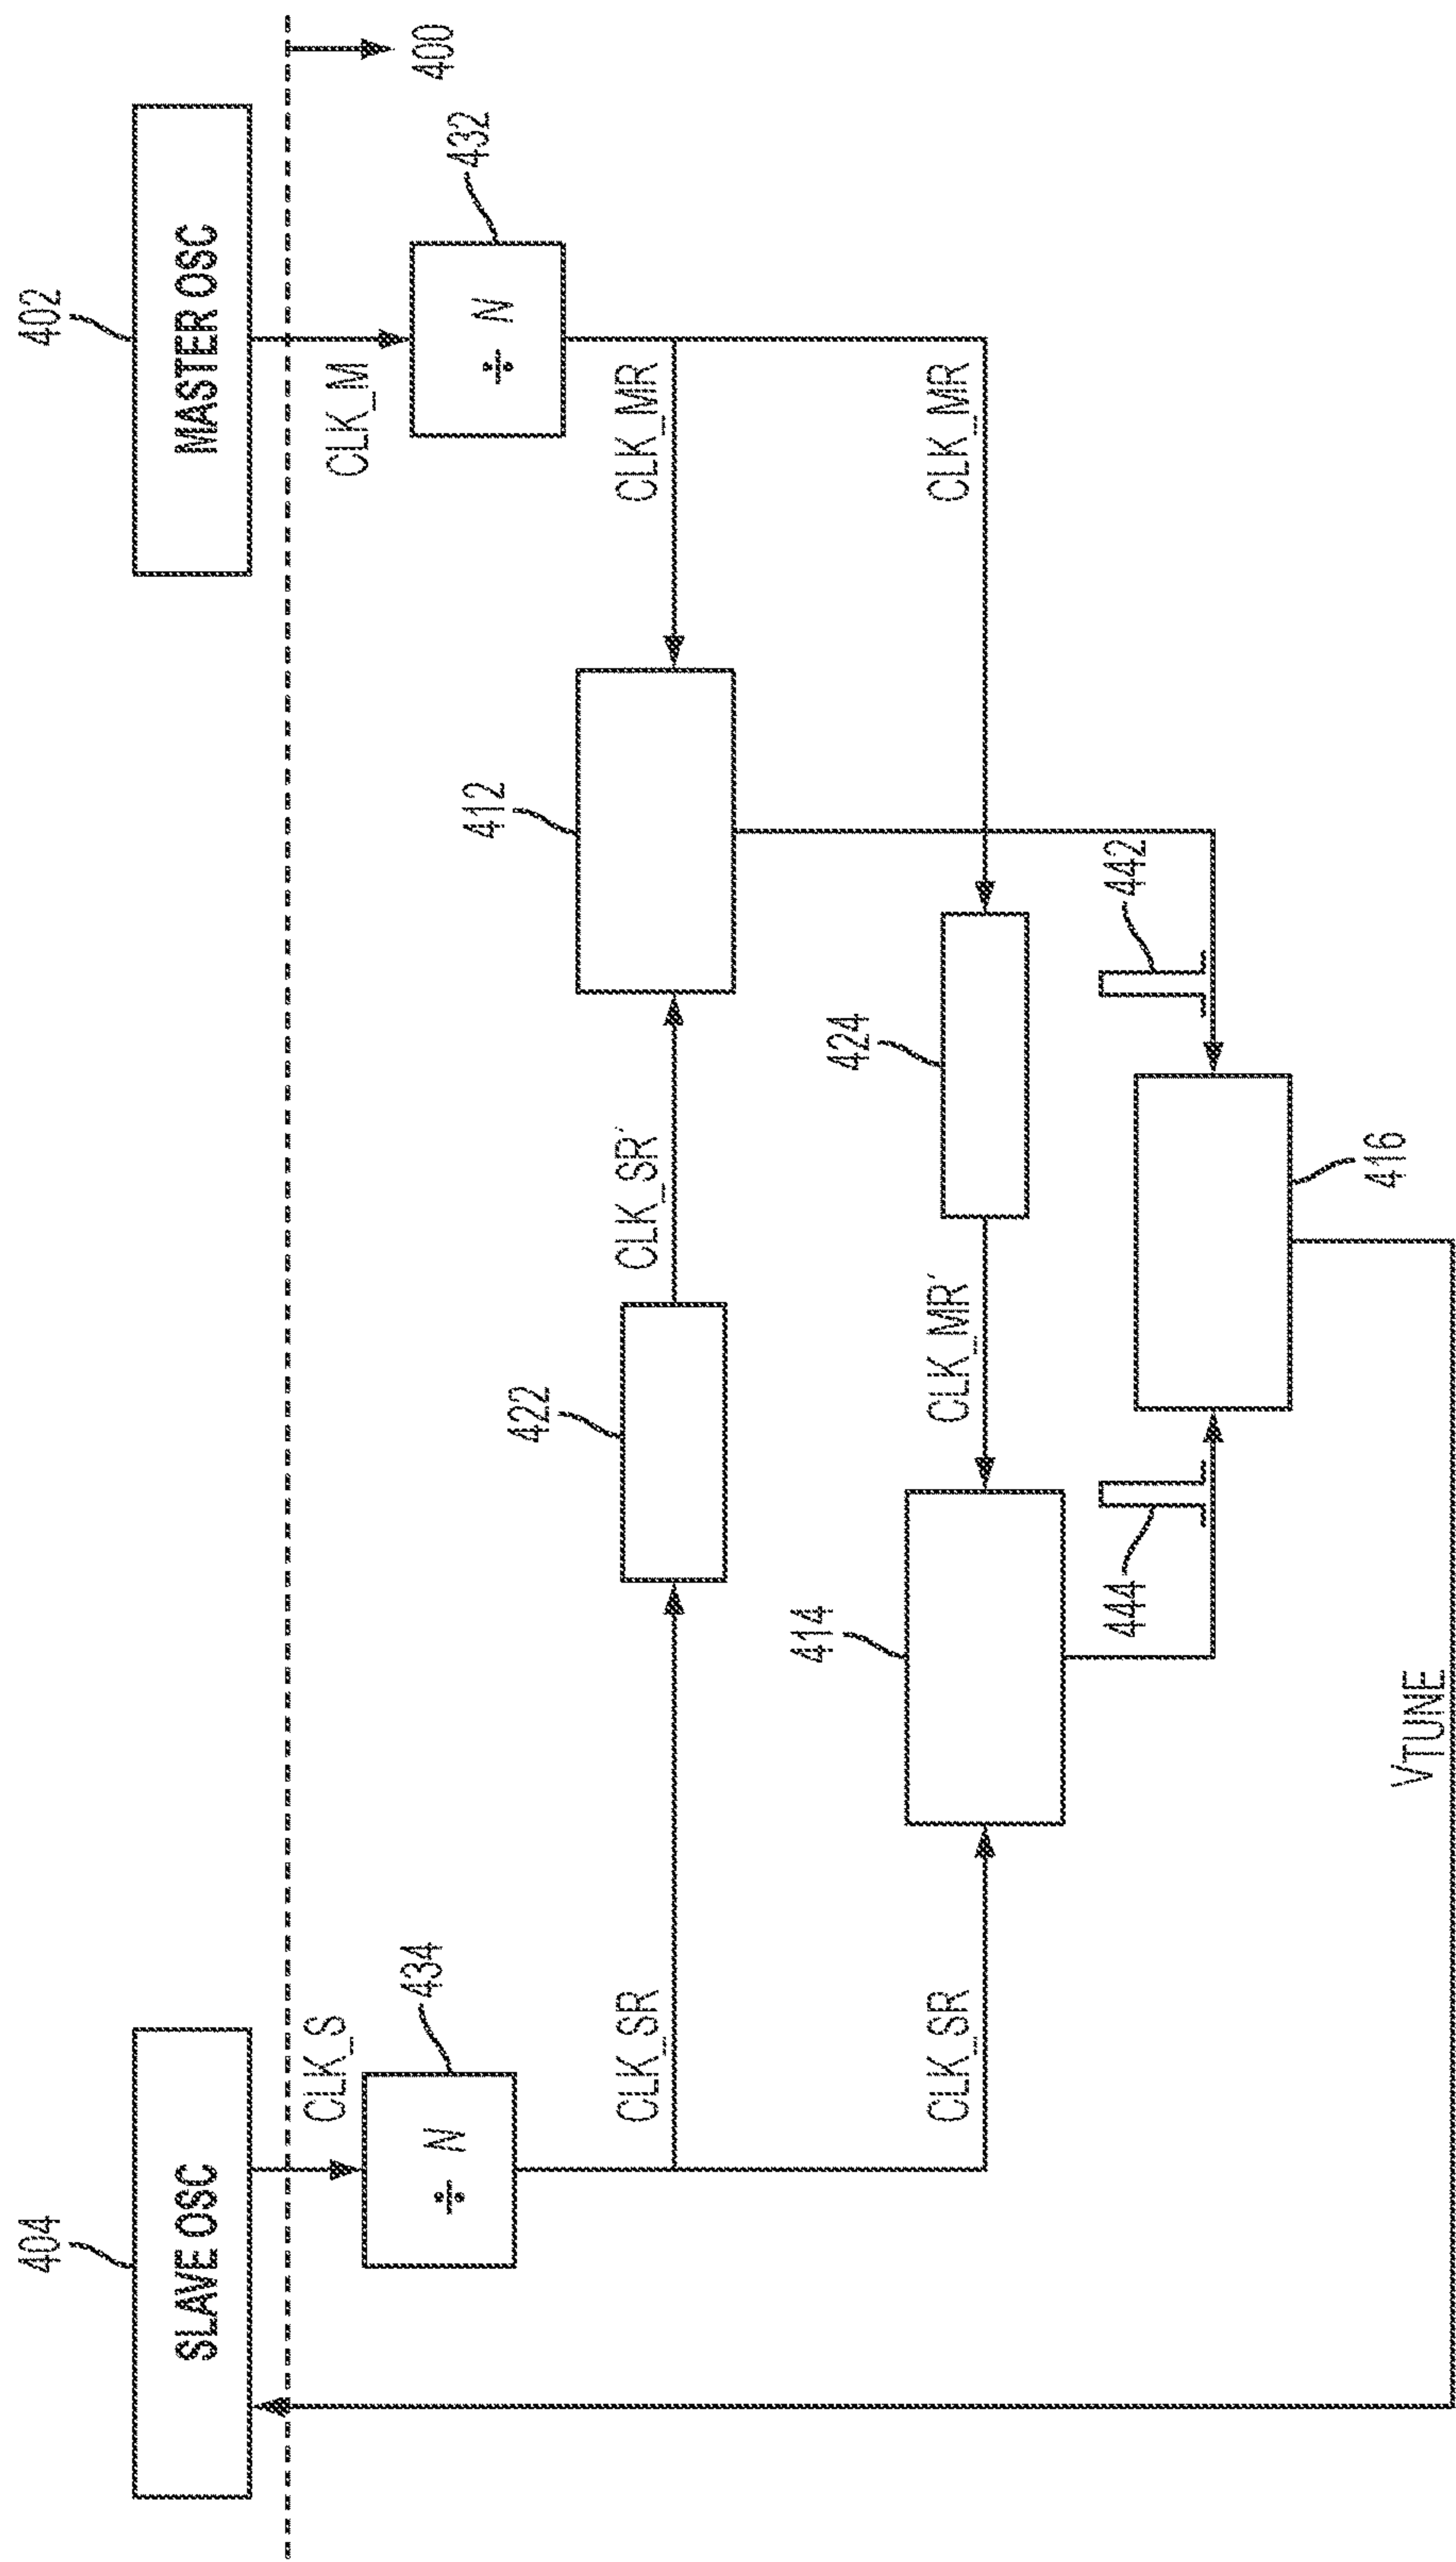 404
402
SLAVE OSC
MASTER OSC
400
CLK_S
CLK_M
434
432
÷ N
÷ N
422
412
CLK_SR
CLK_SR′
CLK_MR
414
424
CLK_SR
CLK_MR′
CLK_MR
444
442
416
VTUNE